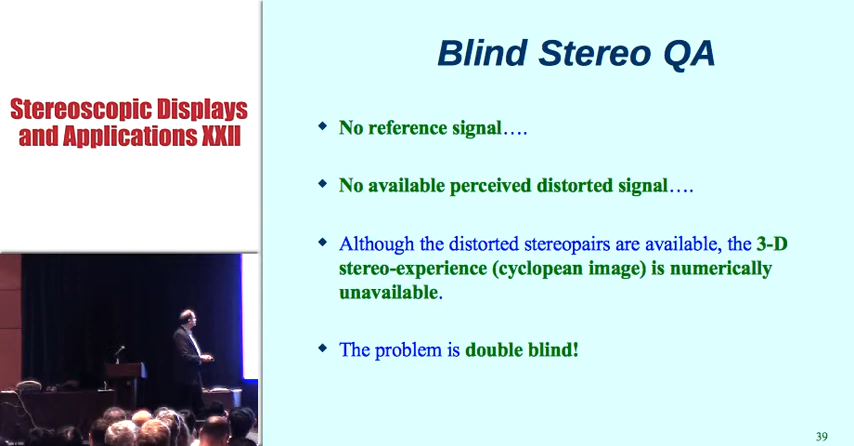 Stereoscopic Displays
and Applications XXII
Blind Stereo QA
No reference signal….
No available perceived distorted signal….
Although the distorted stereopairs are available, the 3-D
stereo-experience (cyclopean image) is numerically
unavailable.
The problem is double blind!
39